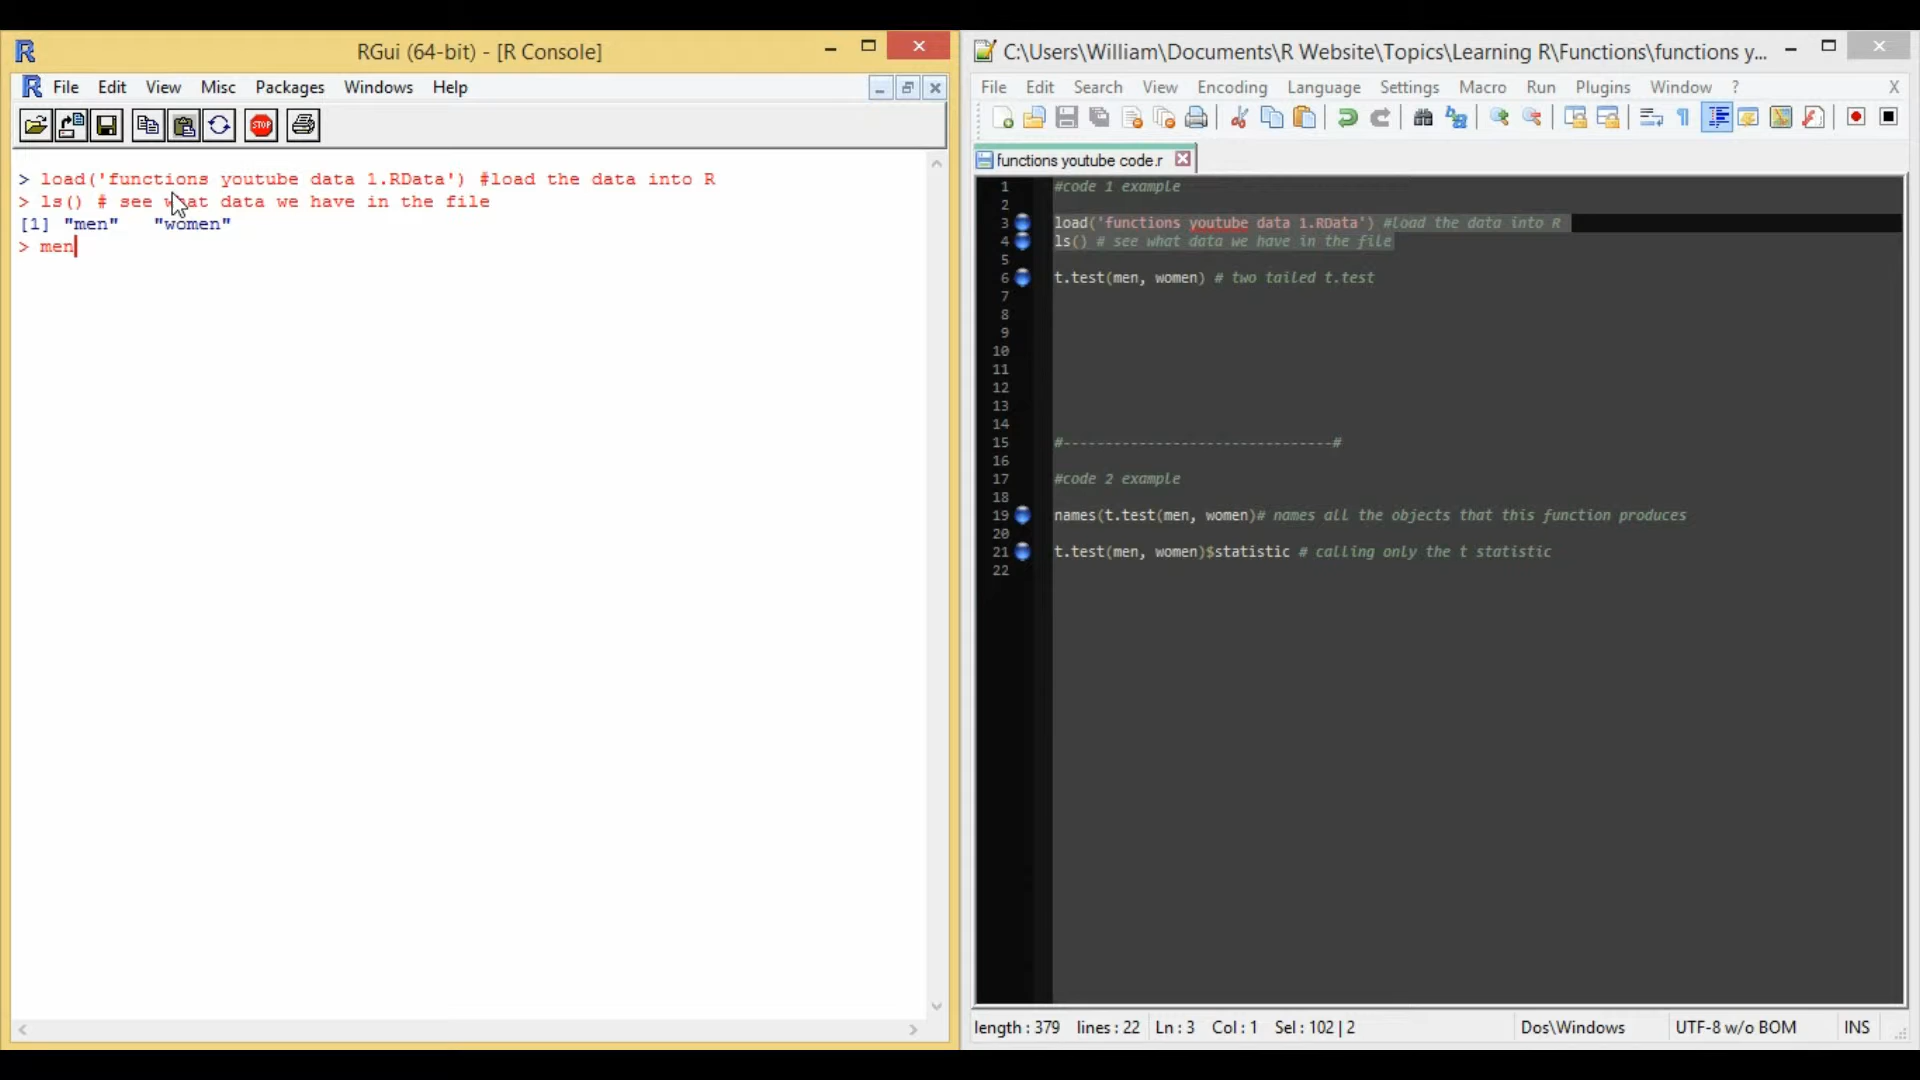 RGui (64-bit) - [R Console]
File Edit View Misc Packages Windows Help
STOP
> load('functions youtube data 1.RData') #load the data into R
> ls() # see what data we have in the file
[1] "men"   "women"
> men
C:\Users\William\Documents\R Website\Topics\Learning R\Functions\functions y...
File Edit Search View Encoding Language Settings Macro Run Plugins Window ? X
functions youtube code.r
1 #code 1 example
2
3 load('functions youtube data 1.RData') #load the data into R
4 ls() # see what data we have in the file
5
6 t.test(men, women) # two tailed t.test
7
8
9
10
11
12
13
14
15 #--------------------------------#
16
17 #code 2 example
18
19 names(t.test(men, women)# names all the objects that this function produces
20
21 t.test(men, women)$statistic # calling only the t statistic
22
length : 379 lines : 22 Ln : 3 Col : 1 Sel : 102 | 2 Dos\Windows UTF-8 w/o BOM INS